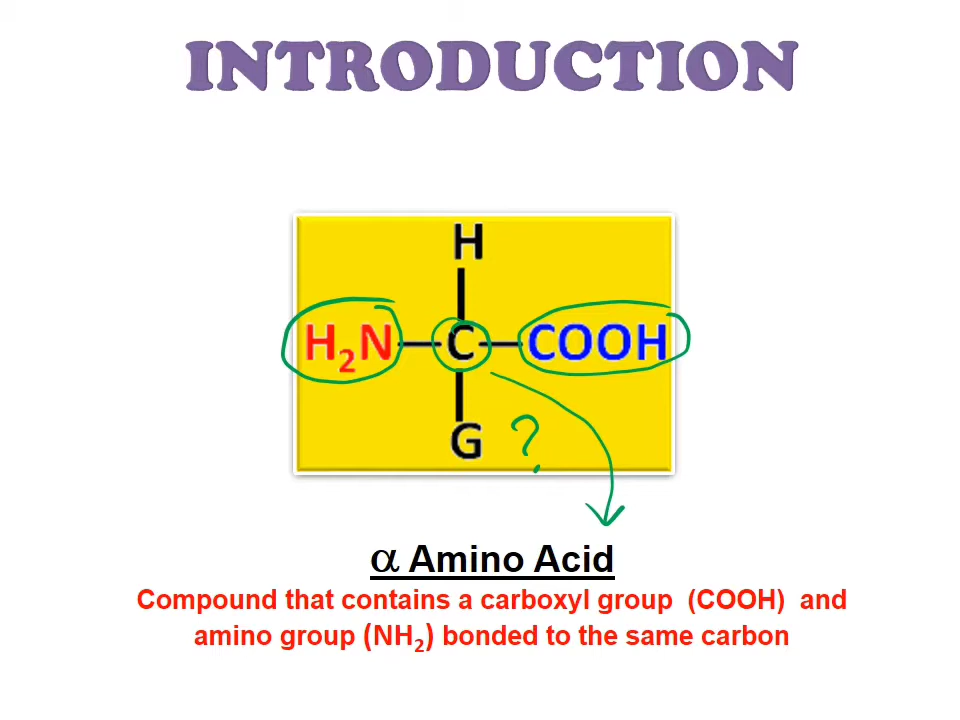 INTRODUCTION
H
H₂N C COOH
G ?
α Amino Acid
Compound that contains a carboxyl group (COOH) and
amino group (NH₂) bonded to the same carbon